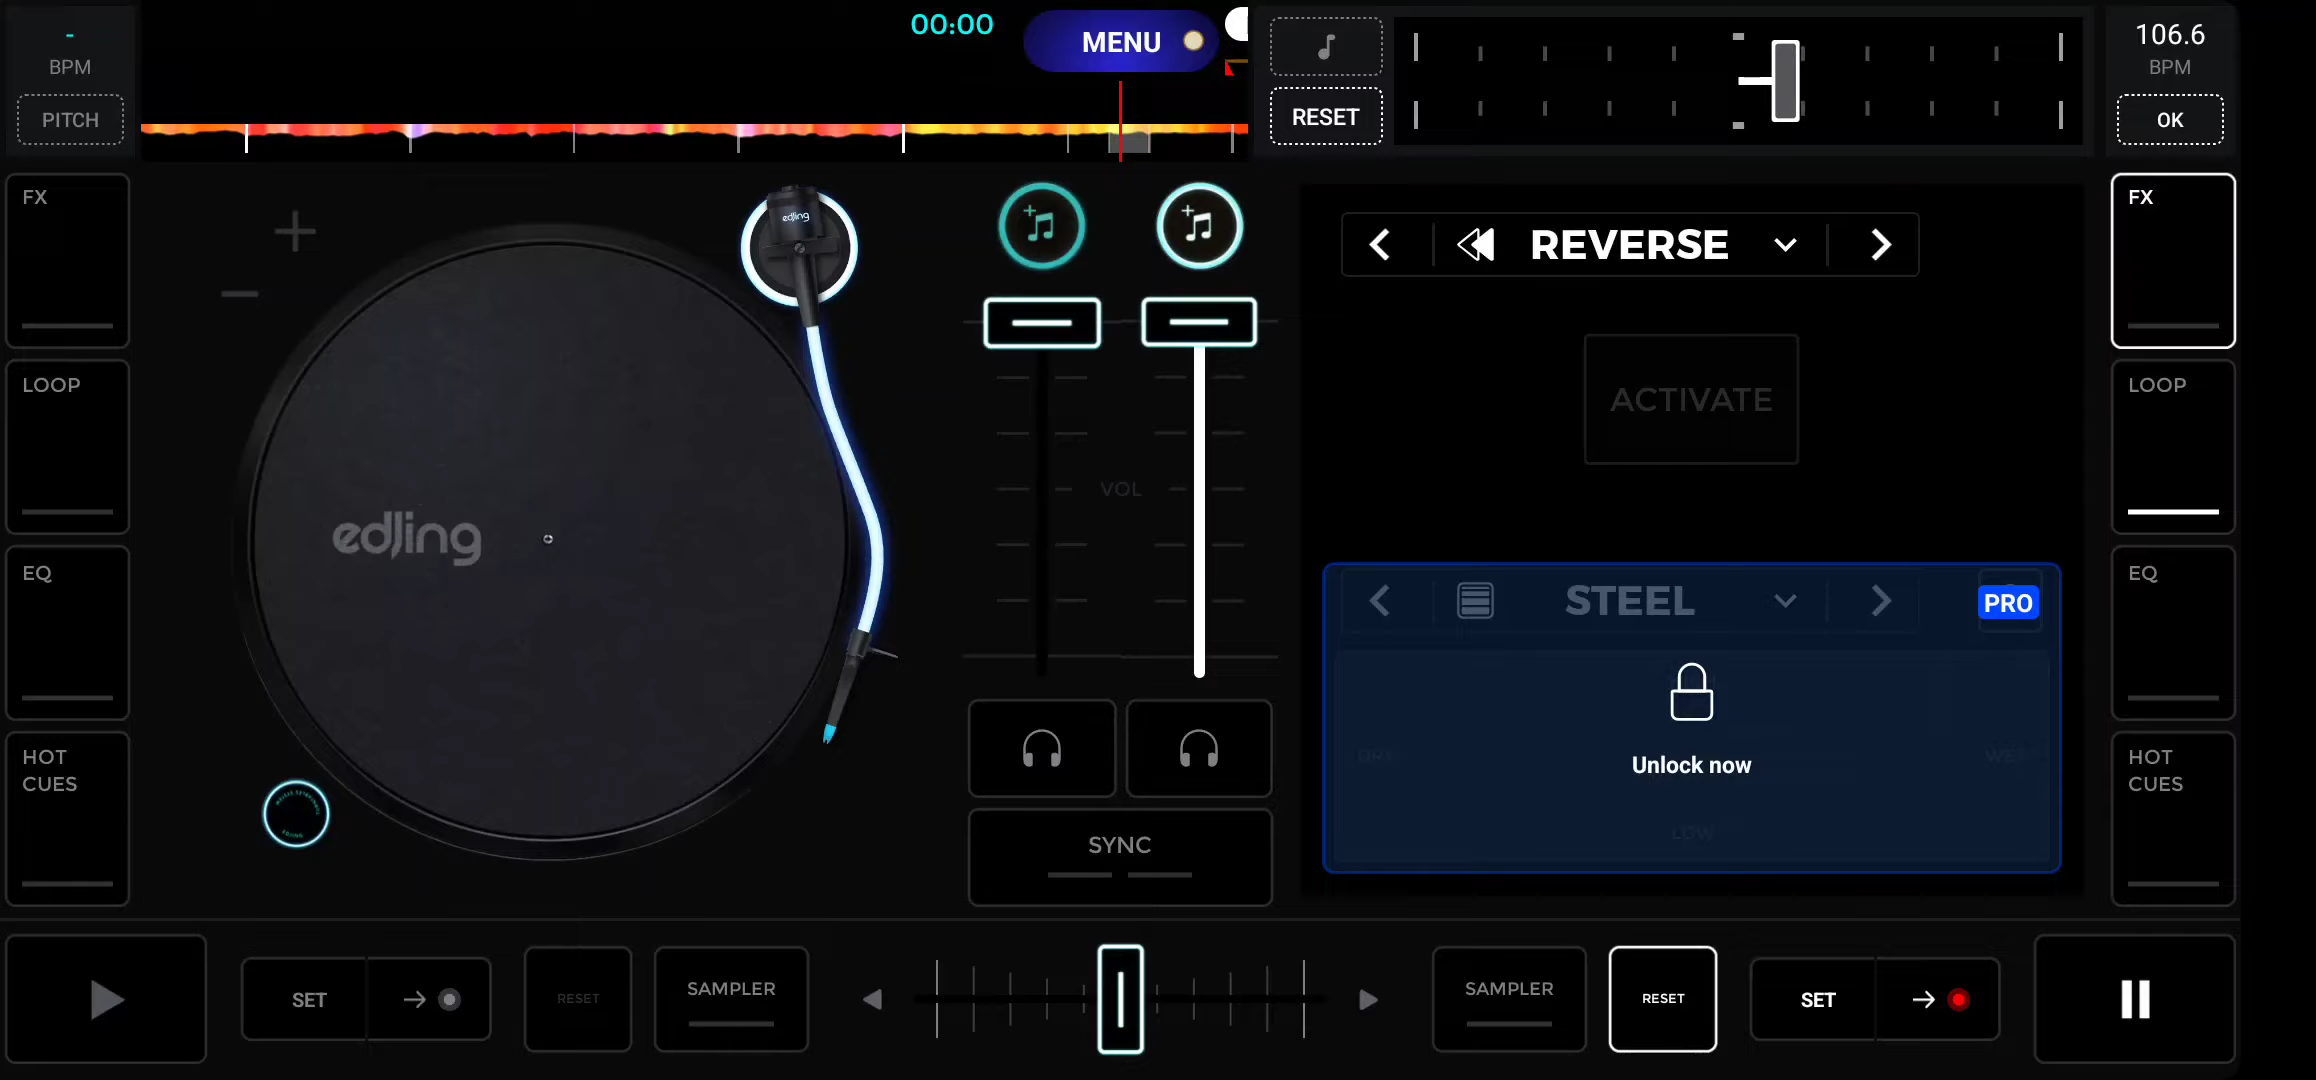 -
BPM
PITCH
00:00
MENU
RESET
106.6
BPM
OK
FX
LOOP
EQ
HOT
CUES
edjing
edjing
VOL
SYNC
REVERSE
ACTIVATE
STEEL
PRO
Unlock now
LOW
FX
LOOP
EQ
HOT
CUES
SET
RESET
SAMPLER
SAMPLER
RESET
SET